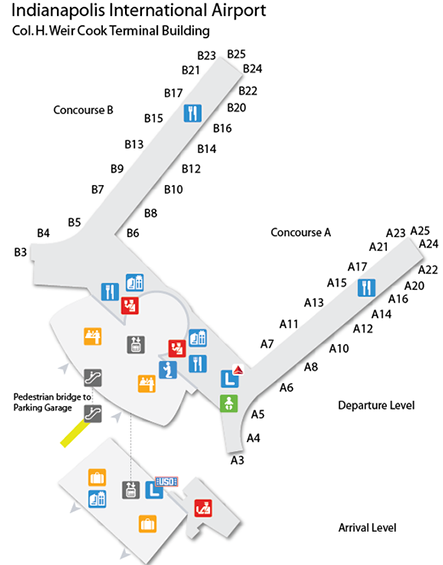 Indianapolis International Airport
Col. H. Weir Cook Terminal Building
B23 B25
B21 B24
B17 B22
Concourse B
B15 B20
B16
B13 B14
B9 B12
B7 B10
B5 B8
B4 B6
B3
Concourse A
A23 A25
A21 A24
A17 A22
A15 A20
A13 A16
A11 A14
A12
A7 A10
A8
A6
L
Pedestrian bridge to
Parking Garage
A5
Departure Level
A4
A3
L USO
Arrival Level